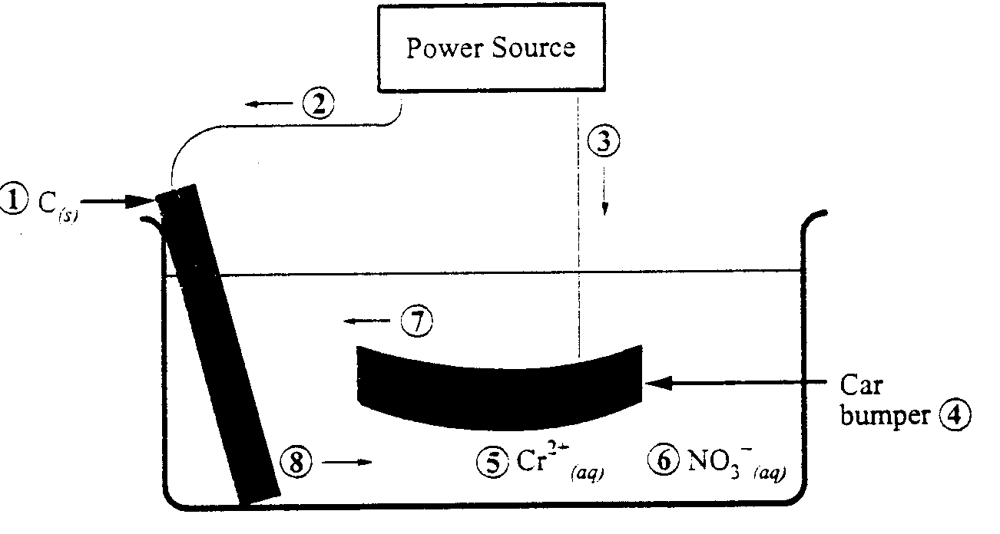 Power Source
②
③
① C(s)
⑦
Car
bumper ④
⑧
⑤ Cr²⁺(aq)
⑥ NO₃⁻(aq)